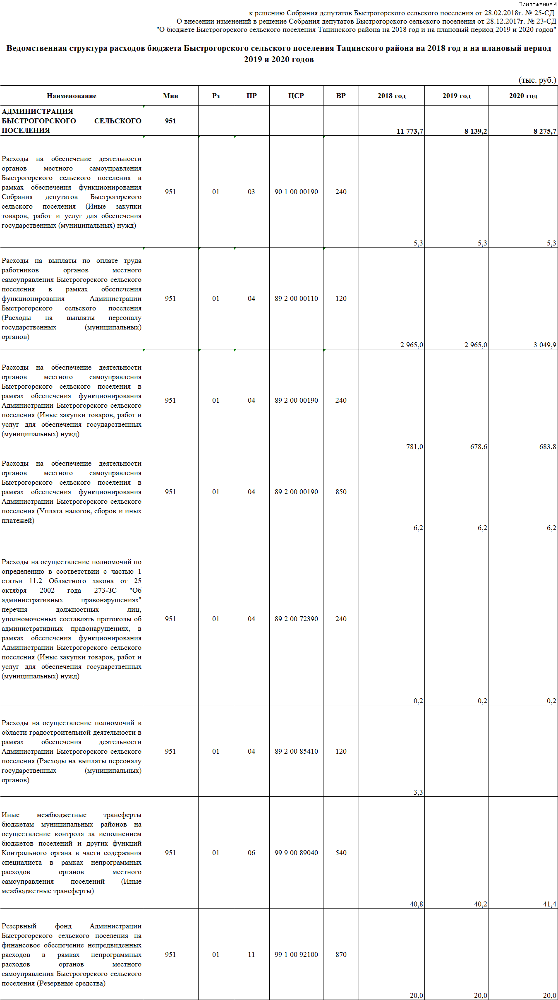 Приложение 4
к решению Собрания депутатов Быстрогорского сельского поселения от 28.02.2018г. № 25-СД
О внесении изменений в решение Собрания депутатов Быстрогорского сельского поселения от 28.12.2017г. № 23-СД
"О бюджете Быстрогорского сельского поселения Тацинского района на 2018 год и на плановый период 2019 и 2020 годов"
Ведомственная структура расходов бюджета Быстрогорского сельского поселения Тацинского района на 2018 год и на плановый период
2019 и 2020 годов
(тыс. руб.)
Наименование Мин Рз ПР ЦСР ВР 2018 год 2019 год 2020 год
АДМИНИСТРАЦИЯ
БЫСТРОГОРСКОГО СЕЛЬСКОГО
ПОСЕЛЕНИЯ
951
11 773,7 8 139,2 8 275,7
Расходы на обеспечение деятельности
органов местного самоуправления
Быстрогорского сельского поселения в
рамках обеспечения функционирования
Собрания депутатов Быстрогорского
сельского поселения (Иные закупки
товаров, работ и услуг для обеспечения
государственных (муниципальных) нужд)
951 01 03 90 1 00 00190 240
5,3 5,3 5,3
Расходы на выплаты по оплате труда
работников органов местного
самоуправления Быстрогорского сельского
поселения в рамках обеспечения
функционирования Администрации
Быстрогорского сельского поселения
(Расходы на выплаты персоналу
государственных (муниципальных)
органов)
951 01 04 89 2 00 00110 120
2 965,0 2 965,0 3 049,9
Расходы на обеспечение деятельности
органов местного самоуправления
Быстрогорского сельского поселения в
рамках обеспечения функционирования
Администрации Быстрогорского сельского
поселения (Иные закупки товаров, работ и
услуг для обеспечения государственных
(муниципальных) нужд)
951 01 04 89 2 00 00190 240
781,0 678,6 683,8
Расходы на обеспечение деятельности
органов местного самоуправления
Быстрогорского сельского поселения в
рамках обеспечения функционирования
Администрации Быстрогорского сельского
поселения (Уплата налогов, сборов и иных
платежей)
951 01 04 89 2 00 00190 850
6,2 6,2 6,2
Расходы на осуществление полномочий по
определению в соответствии с частью 1
статьи 11.2 Областного закона от 25
октября 2002 года 273-ЗС "Об
административных правонарушениях"
перечня должностных лиц,
уполномоченных составлять протоколы об
административных правонарушениях, в
рамках обеспечения функционирования
Администрации Быстрогорского сельского
поселения (Иные закупки товаров, работ и
услуг для обеспечения государственных
(муниципальных) нужд)
951 01 04 89 2 00 72390 240
0,2 0,2 0,2
Расходы на осуществление полномочий в
области градостроительной деятельности в
рамках обеспечения деятельности
Администрации Быстрогорского сельского
поселения (Расходы на выплаты персоналу
государственных (муниципальных)
органов)
951 01 04 89 2 00 85410 120
3,3
Иные межбюджетные трансферты
бюджетам муниципальных районов на
осуществление контроля за исполнением
бюджетов поселений и других функций
Контрольного органа в части содержания
специалиста в рамках непрограммных
расходов органов местного
самоуправления поселений (Иные
межбюджетные трансферты)
951 01 06 99 9 00 89040 540
40,8 40,2 41,4
Резервный фонд Администрации
Быстрогорского сельского поселения на
финансовое обеспечение непредвиденных
расходов в рамках непрограммных
расходов органов местного
самоуправления Быстрогорского сельского
поселения (Резервные средства)
951 01 11 99 1 00 92100 870
20,0 20,0 20,0